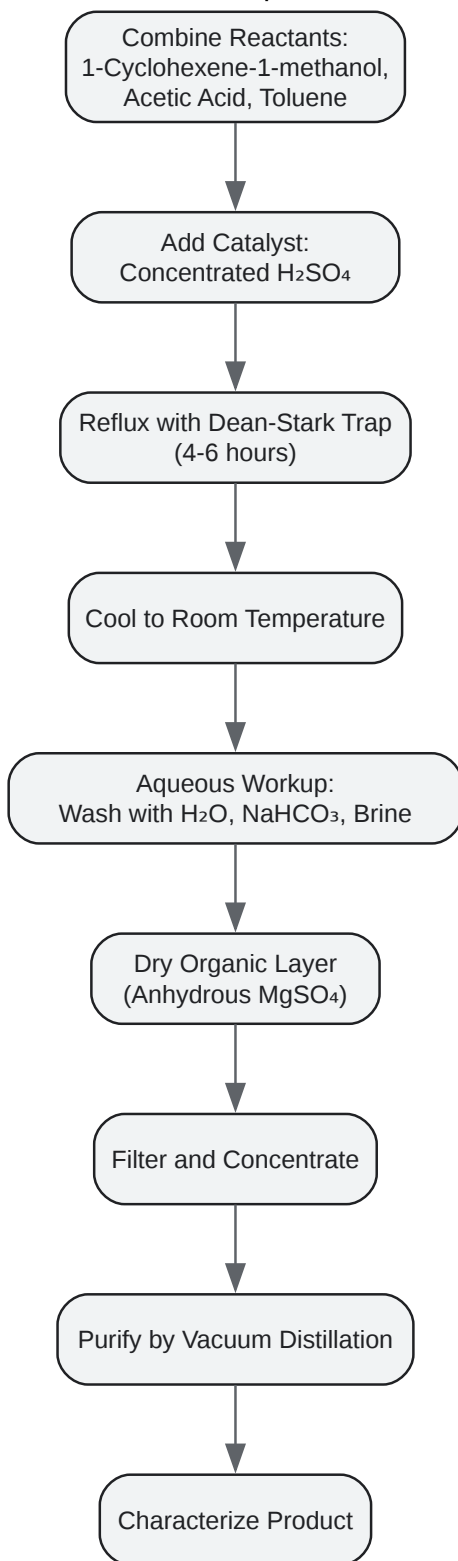 Combine Reactants:
1-Cyclohexene-1-methanol,
Acetic Acid, Toluene
Add Catalyst:
Concentrated H₂SO₄
Reflux with Dean-Stark Trap
(4-6 hours)
Cool to Room Temperature
Aqueous Workup:
Wash with H₂O, NaHCO₃, Brine
Dry Organic Layer
(Anhydrous MgSO₄)
Filter and Concentrate
Purify by Vacuum Distillation
Characterize Product